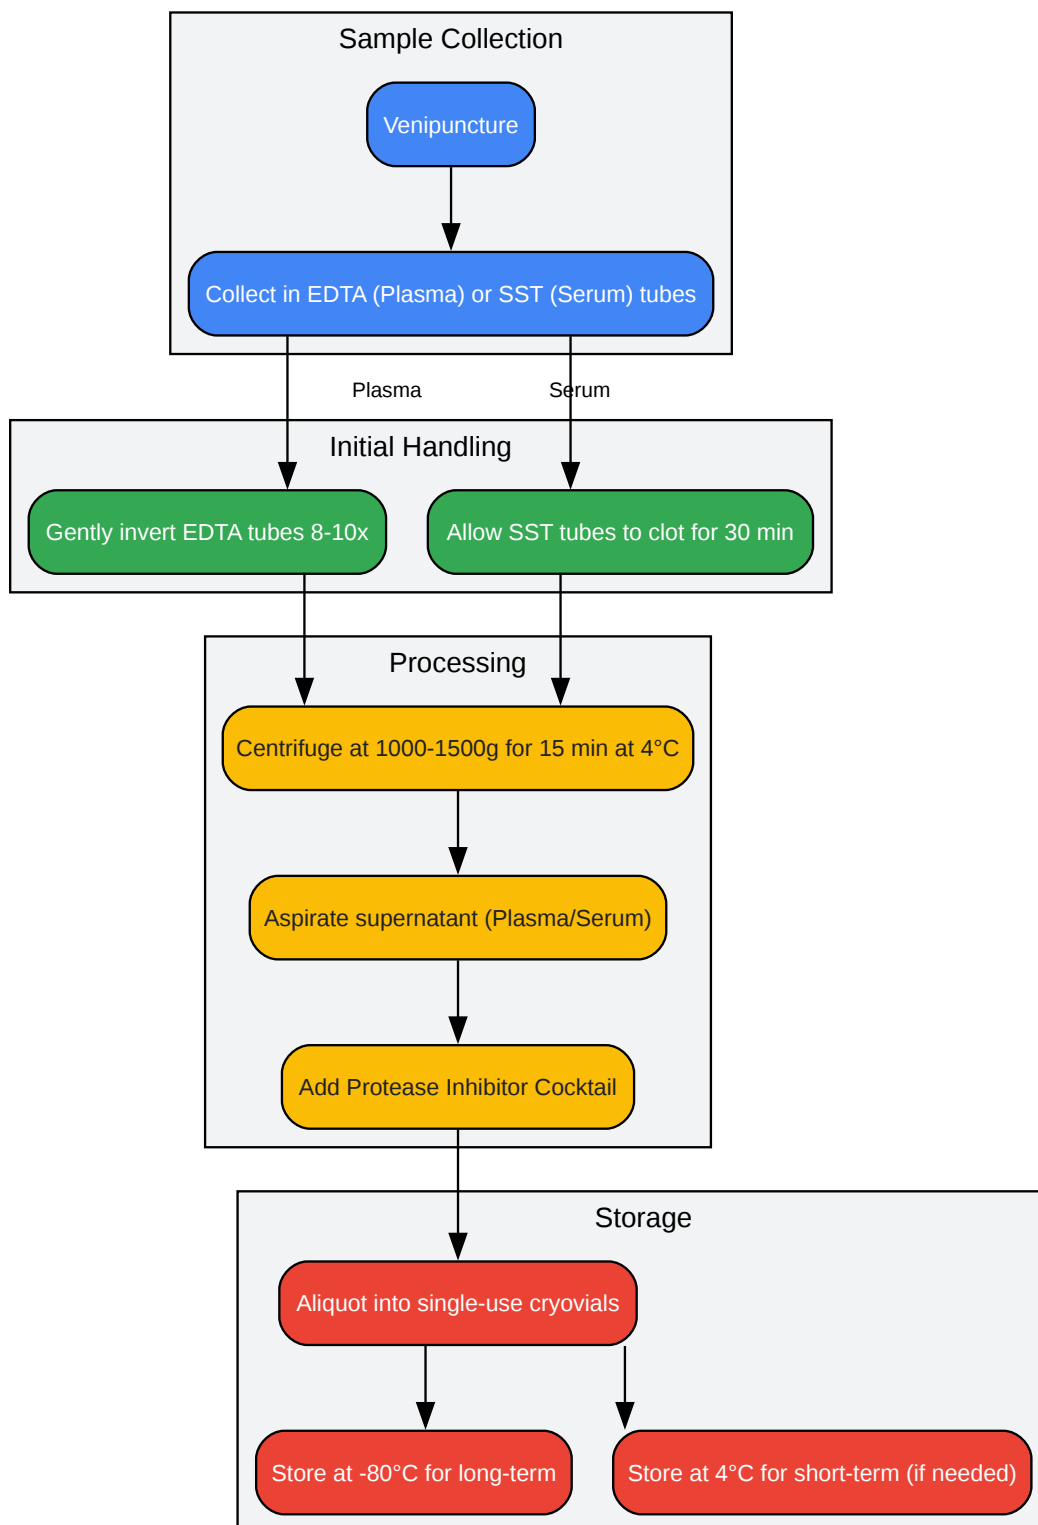 Sample Collection
Venipuncture
Collect in EDTA (Plasma) or SST (Serum) tubes
Plasma
Serum
Initial Handling
Gently invert EDTA tubes 8-10x
Allow SST tubes to clot for 30 min
Processing
Centrifuge at 1000-1500g for 15 min at 4°C
Aspirate supernatant (Plasma/Serum)
Add Protease Inhibitor Cocktail
Storage
Aliquot into single-use cryovials
Store at -80°C for long-term
Store at 4°C for short-term (if needed)